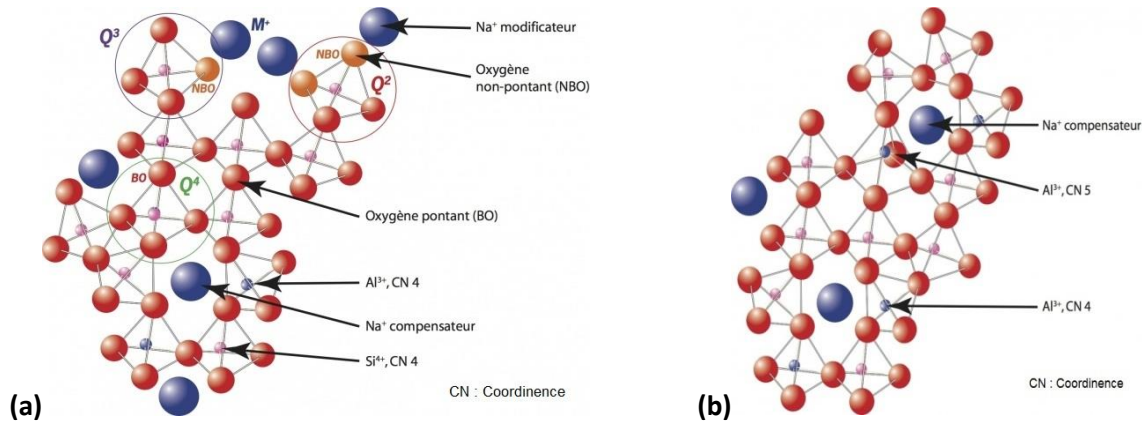 Q³
M⁺
NBO
NBO
Q²
Na⁺ modificateur
Oxygène
non-pontant (NBO)
BO
Q⁴
Oxygène pontant (BO)
Al³⁺, CN 4
Na⁺ compensateur
Si⁴⁺, CN 4
CN : Coordinence
(a)
Na⁺ compensateur
Al³⁺, CN 5
Al³⁺, CN 4
CN : Coordinence
(b)